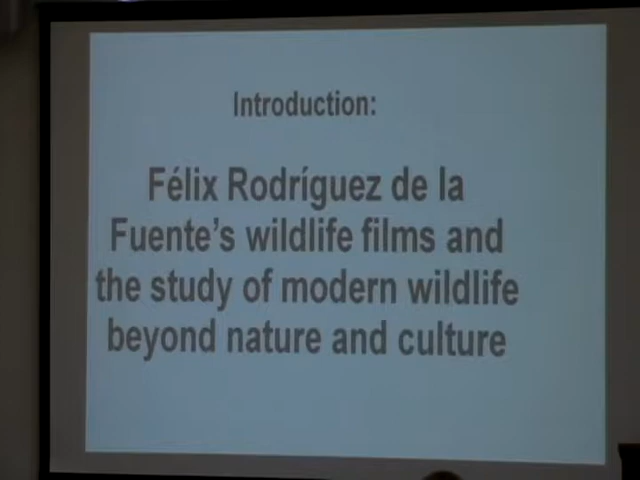 Introduction:
Félix Rodríguez de la
Fuente's wildlife films and
the study of modern wildlife
beyond nature and culture